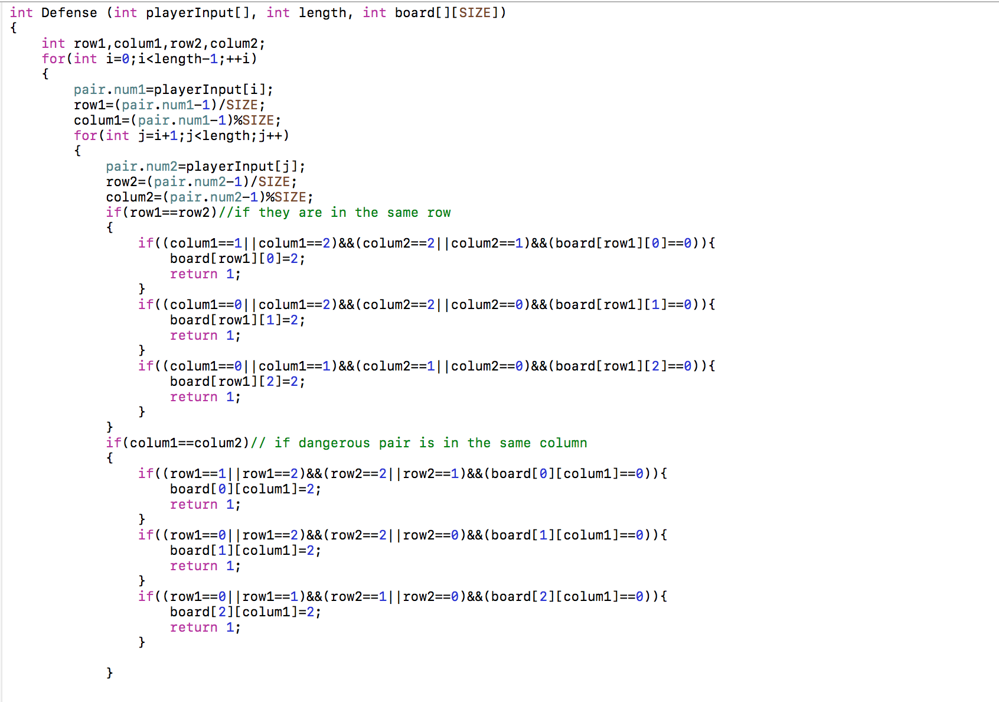 int Defense (int playerInput[], int length, int board[][SIZE])
{
    int row1,colum1,row2,colum2;
    for(int i=0;i<length-1;++i)
    {
        pair.num1=playerInput[i];
        row1=(pair.num1-1)/SIZE;
        colum1=(pair.num1-1)%SIZE;
        for(int j=i+1;j<length;j++)
        {
            pair.num2=playerInput[j];
            row2=(pair.num2-1)/SIZE;
            colum2=(pair.num2-1)%SIZE;
            if(row1==row2)//if they are in the same row
            {
                if((colum1==1||colum1==2)&&(colum2==2||colum2==1)&&(board[row1][0]==0)){
                    board[row1][0]=2;
                    return 1;
                }
                if((colum1==0||colum1==2)&&(colum2==2||colum2==0)&&(board[row1][1]==0)){
                    board[row1][1]=2;
                    return 1;
                }
                if((colum1==0||colum1==1)&&(colum2==1||colum2==0)&&(board[row1][2]==0)){
                    board[row1][2]=2;
                    return 1;
                }
            }
            if(colum1==colum2)// if dangerous pair is in the same column
            {
                if((row1==1||row1==2)&&(row2==2||row2==1)&&(board[0][colum1]==0)){
                    board[0][colum1]=2;
                    return 1;
                }
                if((row1==0||row1==2)&&(row2==2||row2==0)&&(board[1][colum1]==0)){
                    board[1][colum1]=2;
                    return 1;
                }
                if((row1==0||row1==1)&&(row2==1||row2==0)&&(board[2][colum1]==0)){
                    board[2][colum1]=2;
                    return 1;
                }

            }